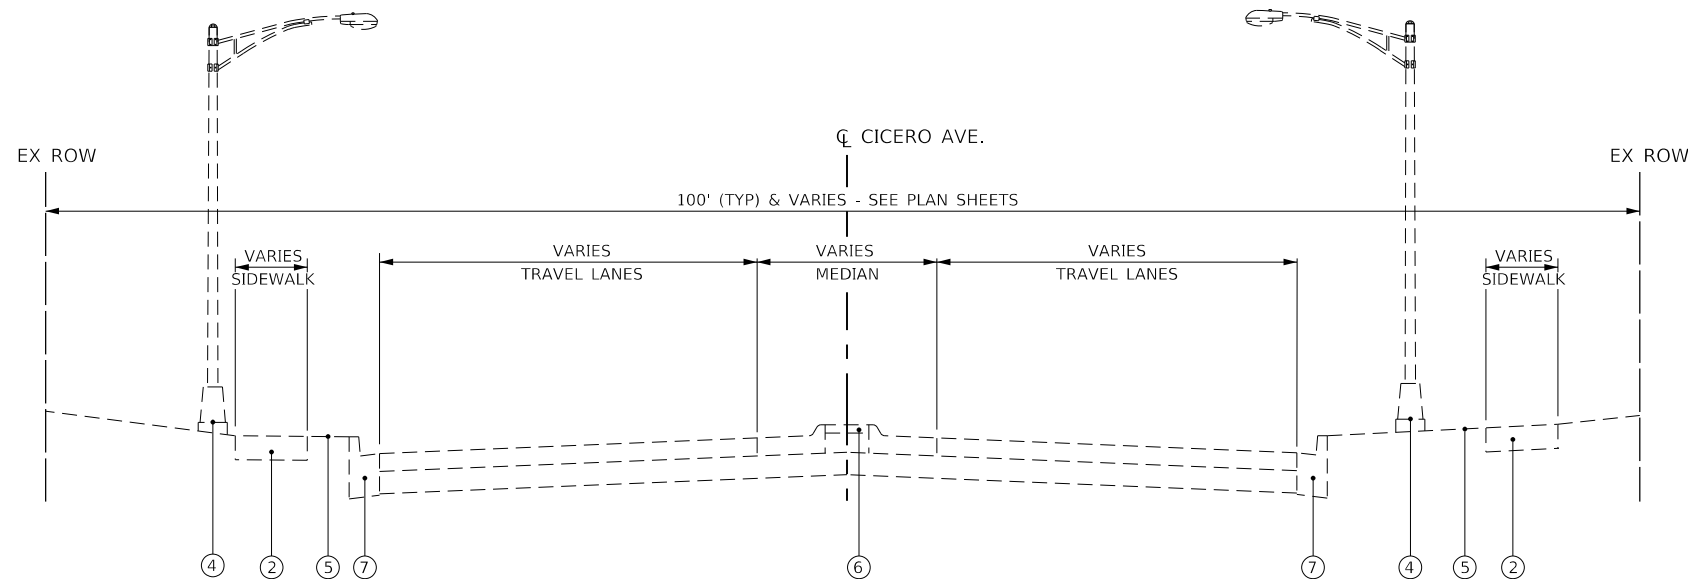 ℄ CICERO AVE.
EX ROW
EX ROW
100' (TYP) & VARIES - SEE PLAN SHEETS
VARIES
SIDEWALK
VARIES
TRAVEL LANES
VARIES
MEDIAN
VARIES
TRAVEL LANES
VARIES
SIDEWALK
4
2
5
7
6
7
4
5
2